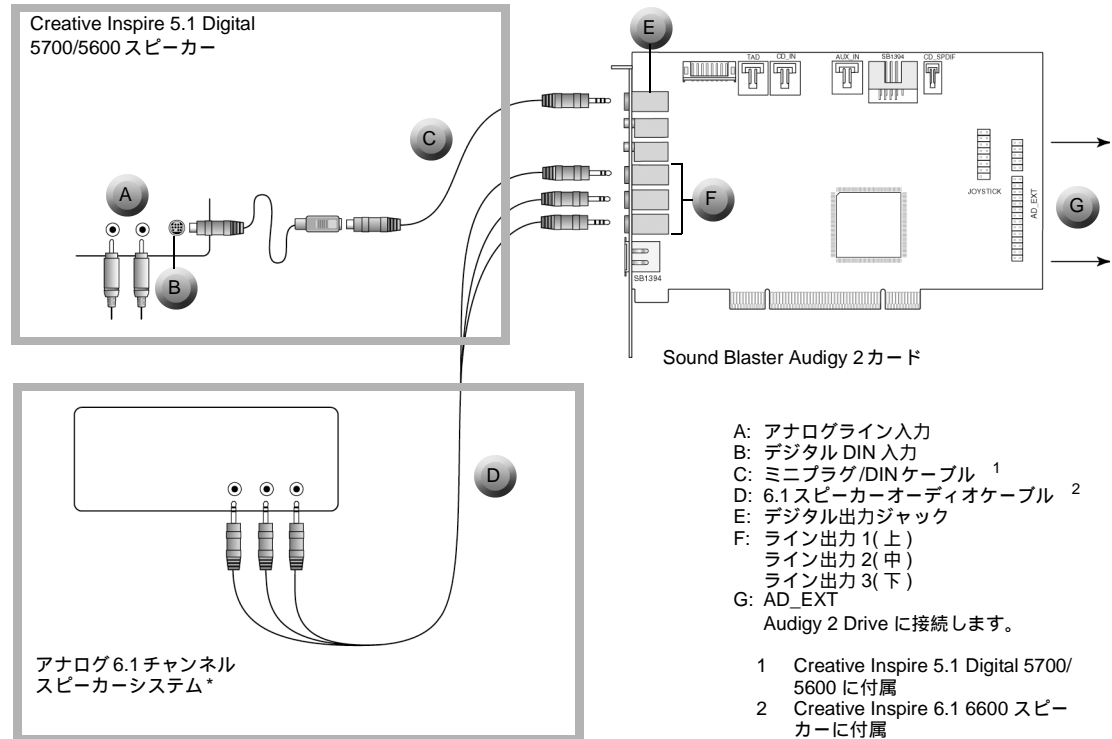 Creative Inspire 5.1 Digital
5700/5600 スピーカー
A
B
C
E
F
G
TAD
CD_IN
AUX_IN
SB1394
CD_SPDIF
JOYSTICK
AD_EXT
SB1394
Sound Blaster Audigy 2 カード
D
アナログ 6.1 チャンネル
スピーカーシステム *
A: アナログライン入力
B: デジタル DIN 入力
C: ミニプラグ /DIN ケーブル 1
D: 6.1 スピーカーオーディオケーブル 2
E: デジタル出力ジャック
F: ライン出力 1( 上 )
ライン出力 2( 中 )
ライン出力 3( 下 )
G: AD_EXT
Audigy 2 Drive に接続します。
1 Creative Inspire 5.1 Digital 5700/
5600 に付属
2 Creative Inspire 6.1 6600 スピー
カーに付属